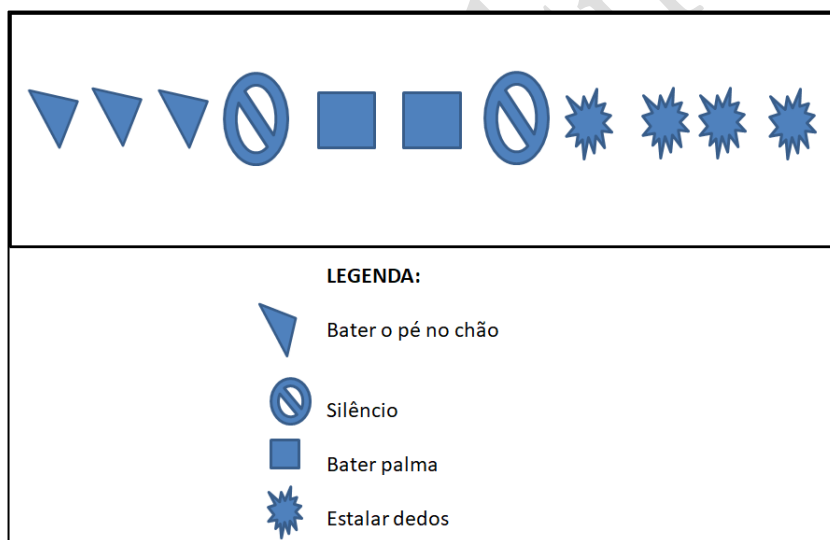 LEGENDA:
Bater o pé no chão
Silêncio
Bater palma
Estalar dedos